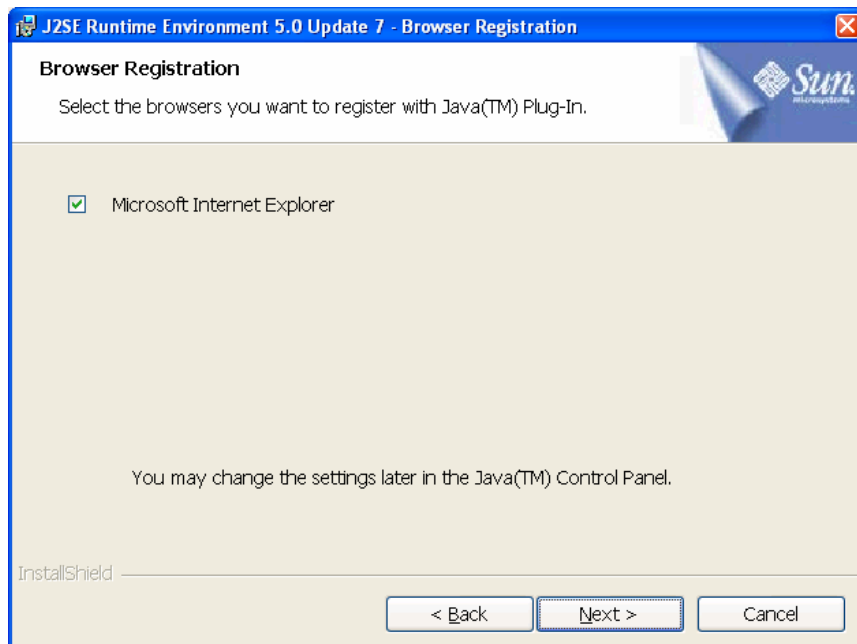 J2SE Runtime Environment 5.0 Update 7 - Browser Registration
Browser Registration
Select the browsers you want to register with Java(TM) Plug-In.
Sun.
microsystems
Microsoft Internet Explorer
You may change the settings later in the Java(TM) Control Panel.
InstallShield
< Back
Next >
Cancel